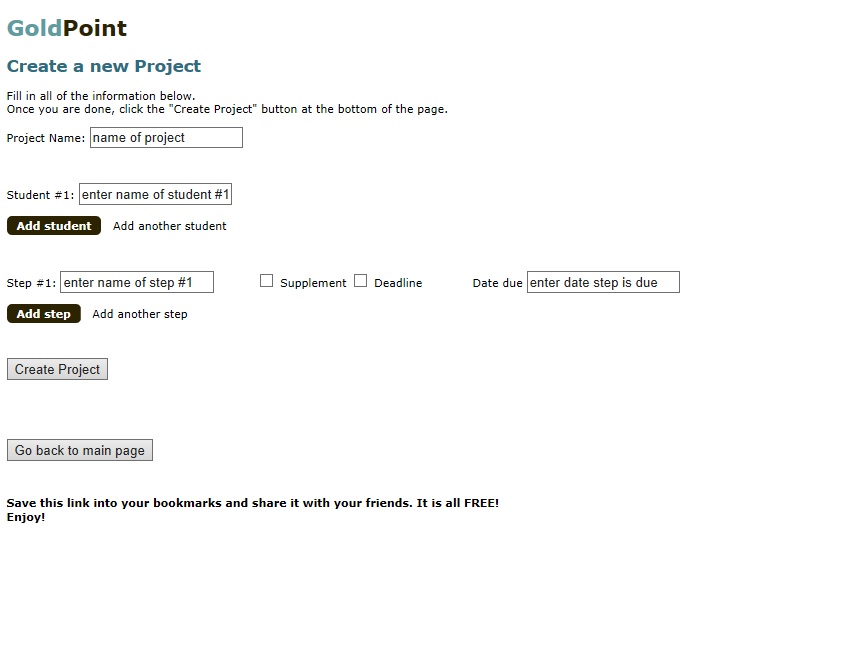 GoldPoint
Create a new Project
Fill in all of the information below.
Once you are done, click the "Create Project" button at the bottom of the page.
Project Name: name of project
Student #1: enter name of student #1
Add student Add another student
Step #1: enter name of step #1 Supplement Deadline Date due enter date step is due
Add step Add another step
Create Project
Go back to main page
Save this link into your bookmarks and share it with your friends. It is all FREE!
Enjoy!